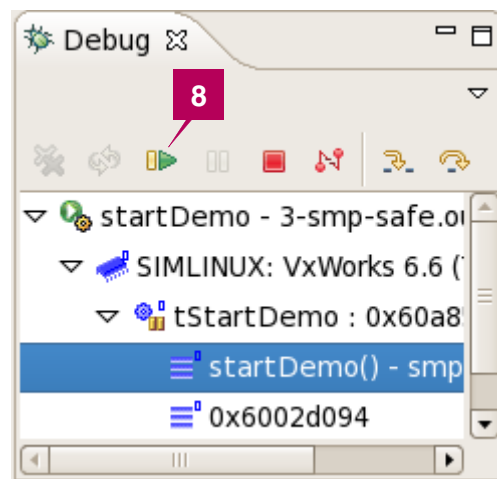 Debug
8
startDemo - 3-smp-safe.ou
SIMLINUX: VxWorks 6.6 (
tStartDemo : 0x60a8
startDemo() - smp
0x6002d094